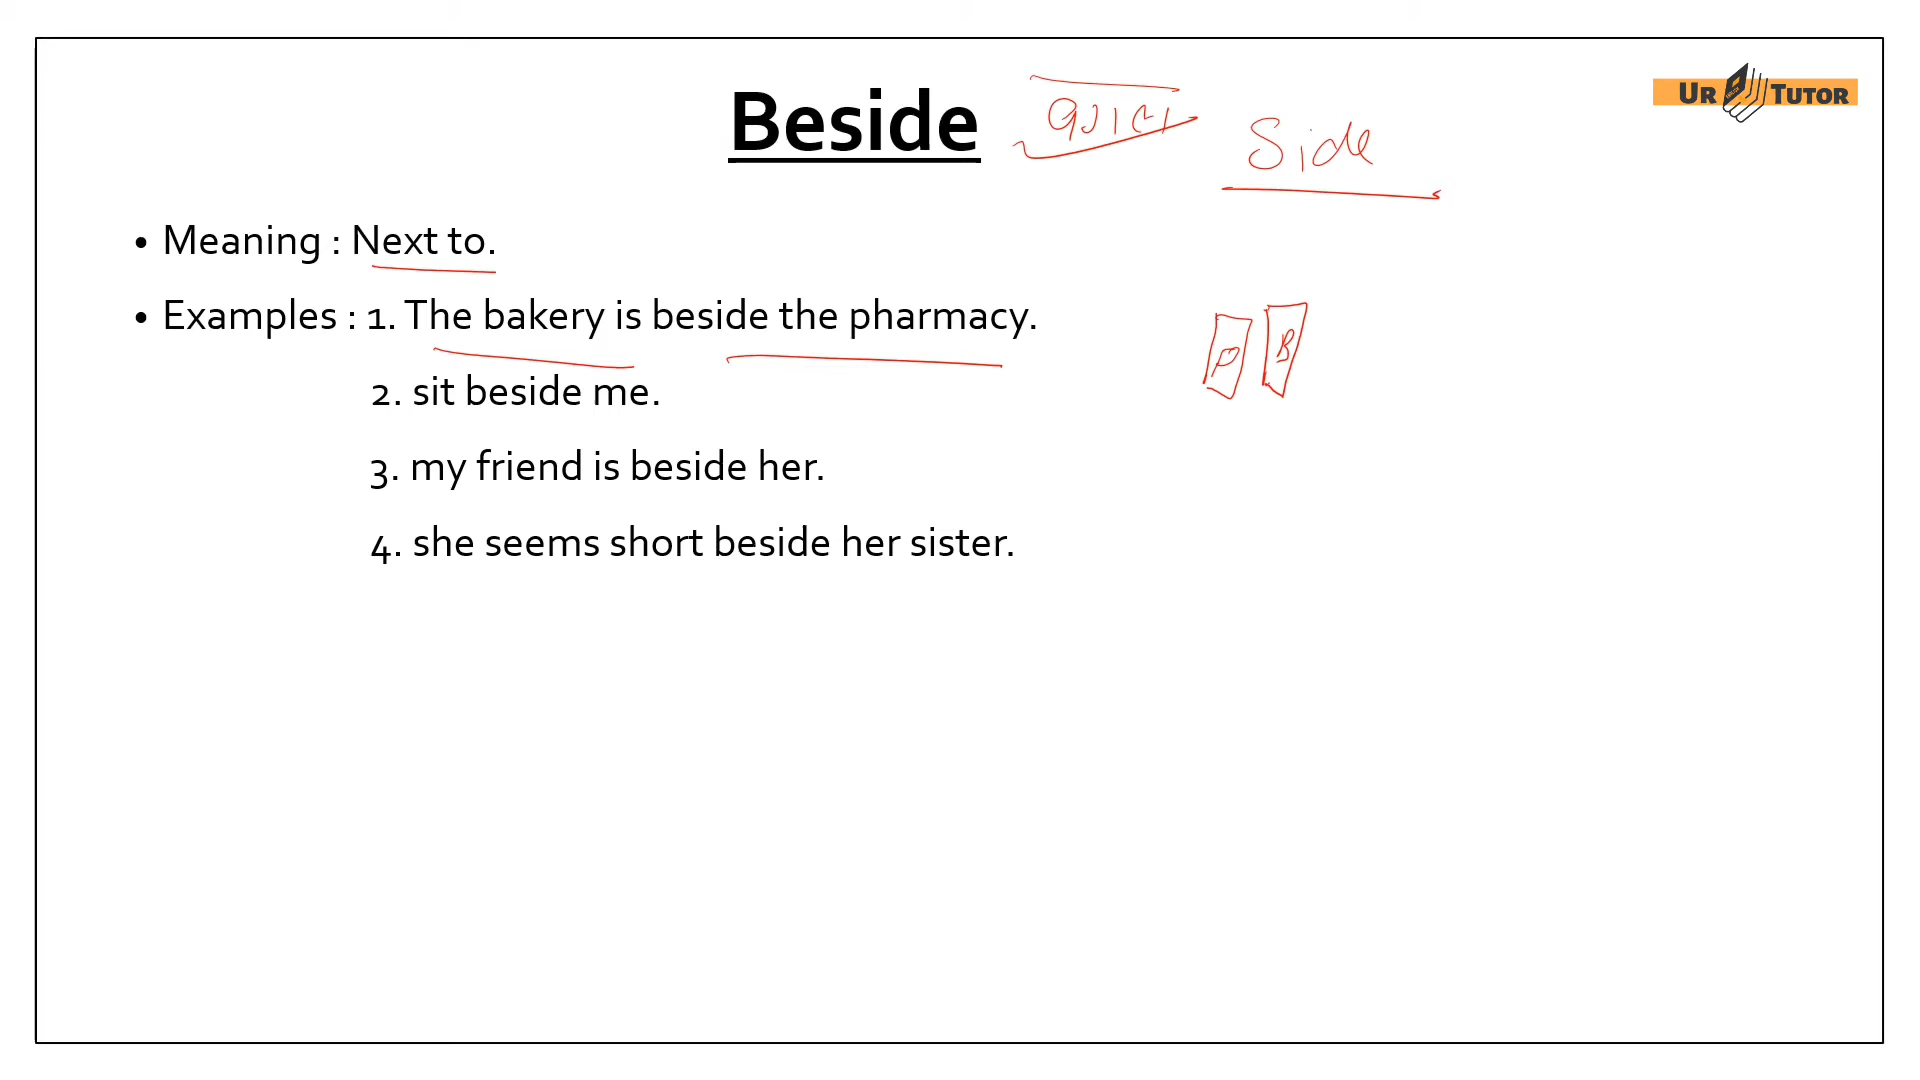 Beside
Side
UR TUTOR
• Meaning : Next to.
• Examples : 1. The bakery is beside the pharmacy.
P B
2. sit beside me.
3. my friend is beside her.
4. she seems short beside her sister.